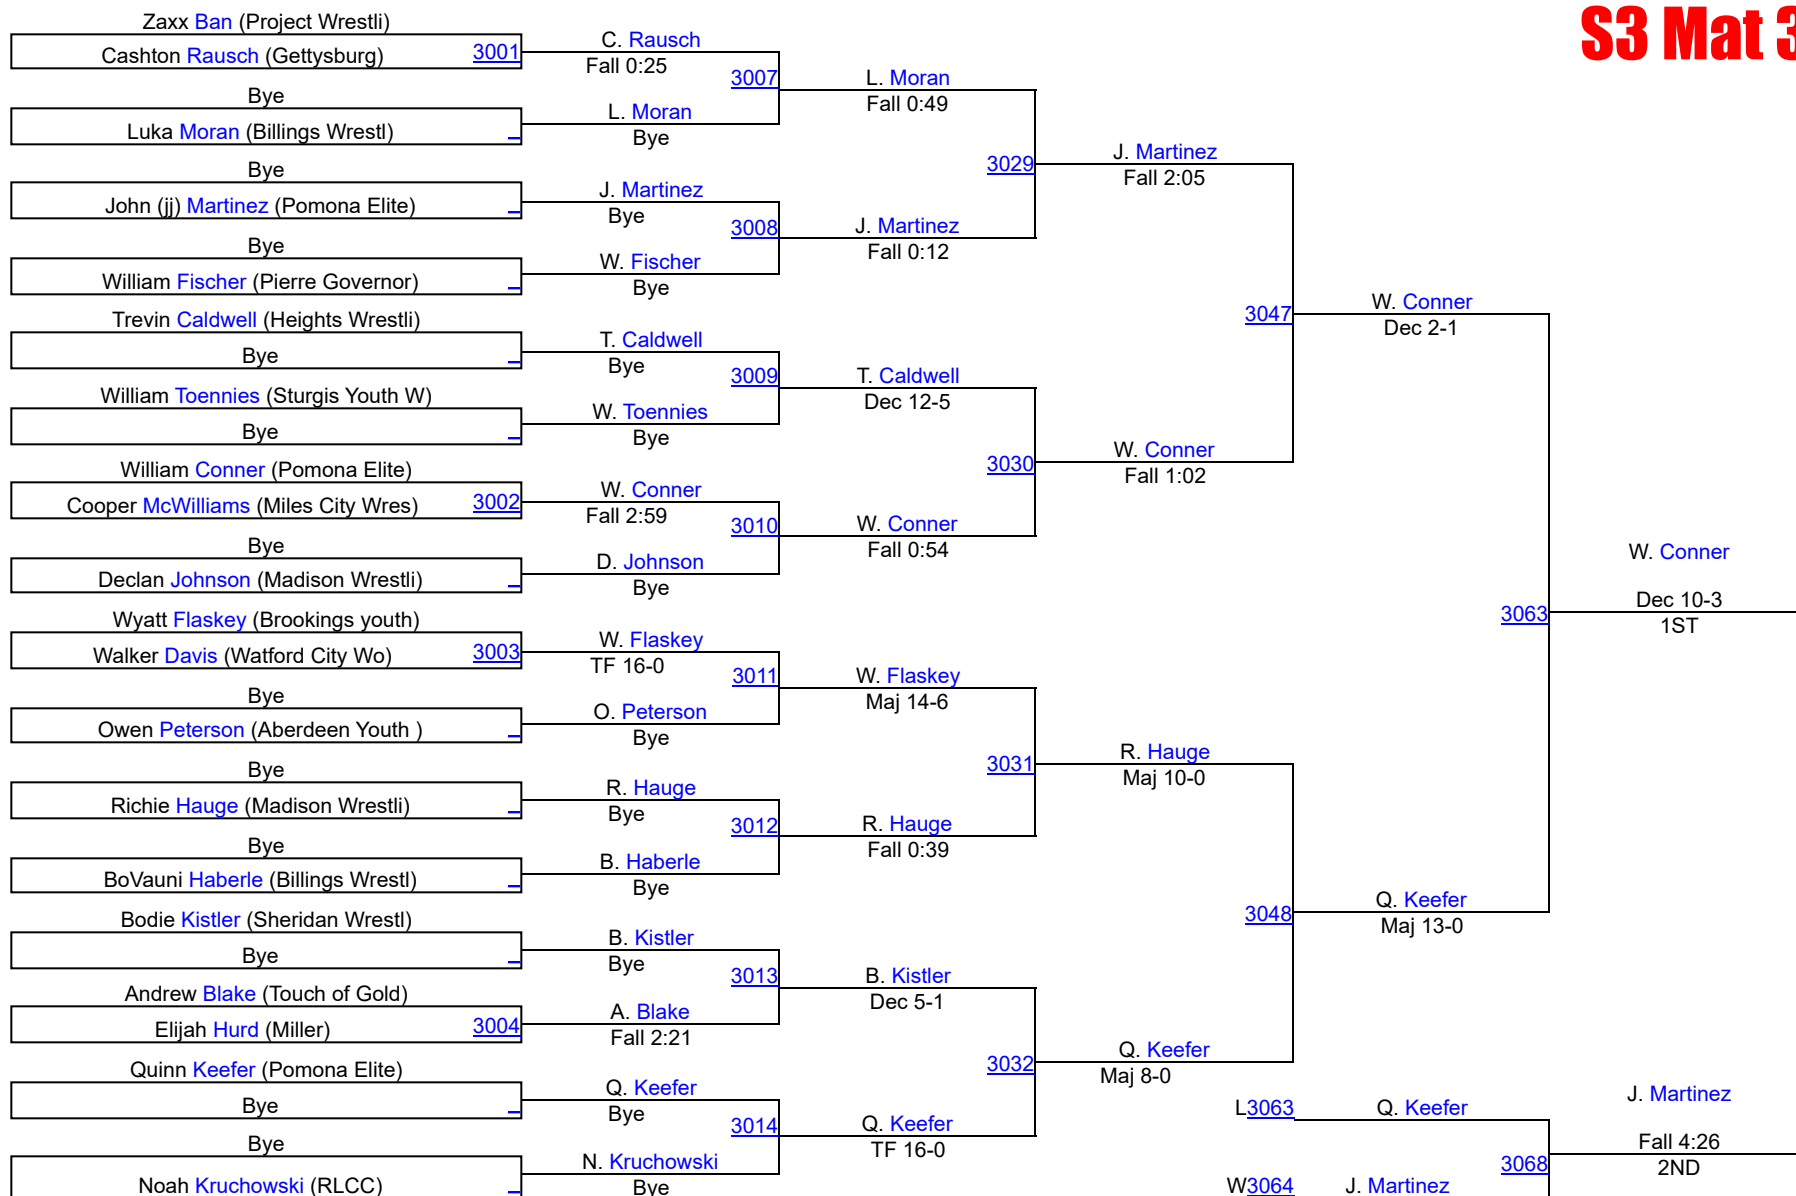 S3 Mat 3
Zaxx Ban (Project Wrestli)
Cashton Rausch (Gettysburg) 3001
Bye
Luka Moran (Billings Wrestl)
Bye
John (jj) Martinez (Pomona Elite)
Bye
William Fischer (Pierre Governor)
Trevin Caldwell (Heights Wrestli)
Bye
William Toennies (Sturgis Youth W)
Bye
William Conner (Pomona Elite)
Cooper McWilliams (Miles City Wres) 3002
Bye
Declan Johnson (Madison Wrestli)
Wyatt Flaskey (Brookings youth)
Walker Davis (Watford City Wo) 3003
Bye
Owen Peterson (Aberdeen Youth )
Bye
Richie Hauge (Madison Wrestli)
Bye
BoVauni Haberle (Billings Wrestl)
Bodie Kistler (Sheridan Wrestl)
Bye
Andrew Blake (Touch of Gold)
Elijah Hurd (Miller) 3004
Quinn Keefer (Pomona Elite)
Bye
Bye
Noah Kruchowski (RLCC)
C. Rausch
Fall 0:25
3007
L. Moran
Bye
J. Martinez
Bye
3008
W. Fischer
Bye
T. Caldwell
Bye
3009
W. Toennies
Bye
W. Conner
Fall 2:59
3010
D. Johnson
Bye
W. Flaskey
TF 16-0
3011
O. Peterson
Bye
R. Hauge
Bye
3012
B. Haberle
Bye
B. Kistler
Bye
3013
A. Blake
Fall 2:21
Q. Keefer
Bye
3014
N. Kruchowski
Bye
L. Moran
Fall 0:49
3029
J. Martinez
Fall 0:12
T. Caldwell
Dec 12-5
3030
W. Conner
Fall 0:54
W. Flaskey
Maj 14-6
3031
R. Hauge
Fall 0:39
B. Kistler
Dec 5-1
3032
Q. Keefer
TF 16-0
J. Martinez
Fall 2:05
3047
W. Conner
Fall 1:02
R. Hauge
Maj 10-0
3048
Q. Keefer
Maj 8-0
W. Conner
Dec 2-1
3063
Q. Keefer
Maj 13-0
W. Conner
Dec 10-3
1ST
L3063 Q. Keefer
3068
W3064 J. Martinez
J. Martinez
Fall 4:26
2ND